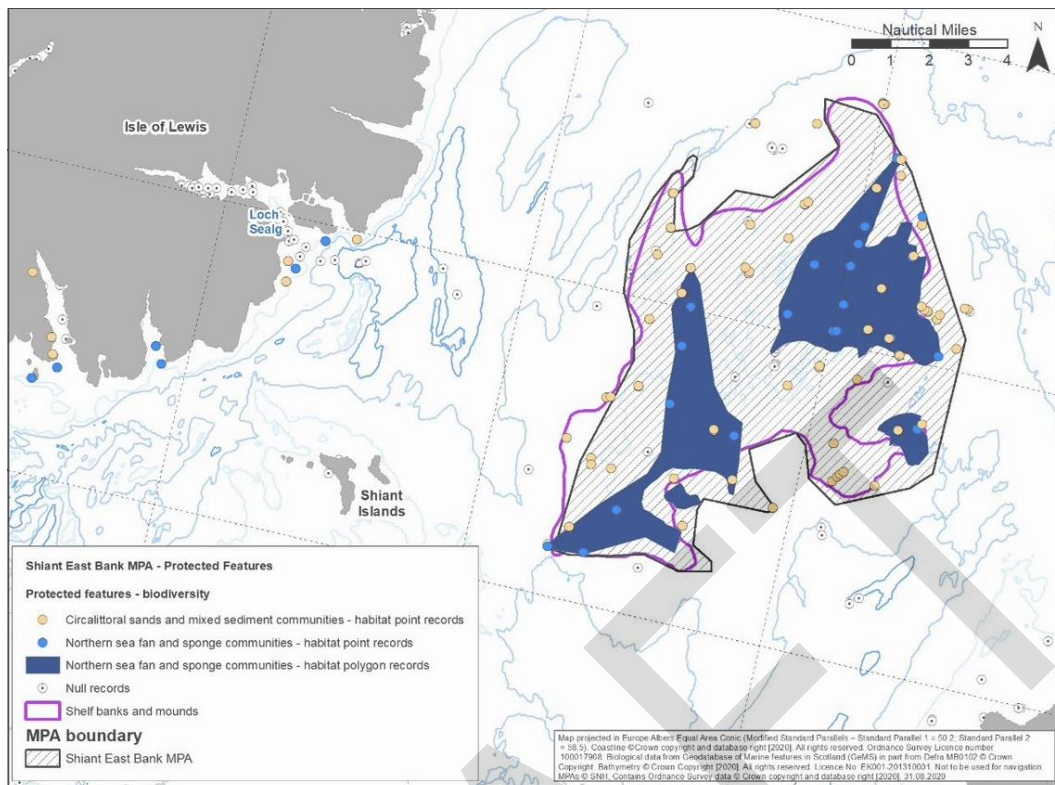 Nautical Miles
N
0 1 2 3 4
Isle of Lewis
Loch
Sealg
Shiant
Islands
Shiant East Bank MPA - Protected Features
Protected features - biodiversity
Circalittoral sands and mixed sediment communities - habitat point records
Northern sea fan and sponge communities - habitat point records
Northern sea fan and sponge communities - habitat polygon records
Null records
Shelf banks and mounds
MPA boundary
Shiant East Bank MPA
Map projected in Europe Albers Equal Area Conic (Modified Standard Parallels – Standard Parallel 1 = 50.2; Standard Parallel 2
= 58.5). Coastline ©Crown copyright and database right [2020]. All rights reserved. Ordnance Survey Licence number
100017908. Biological data from Geodatabase of Marine features in Scotland (GeMS) in part from Defra MB0102 © Crown
Copyright. Bathymetry © Crown Copyright [2020]. All rights reserved. Licence No. EK001-201310001. Not to be used for navigation.
MPAs © SNH, Contains Ordnance Survey data © Crown copyright and database right [2020]. 31.08.2020